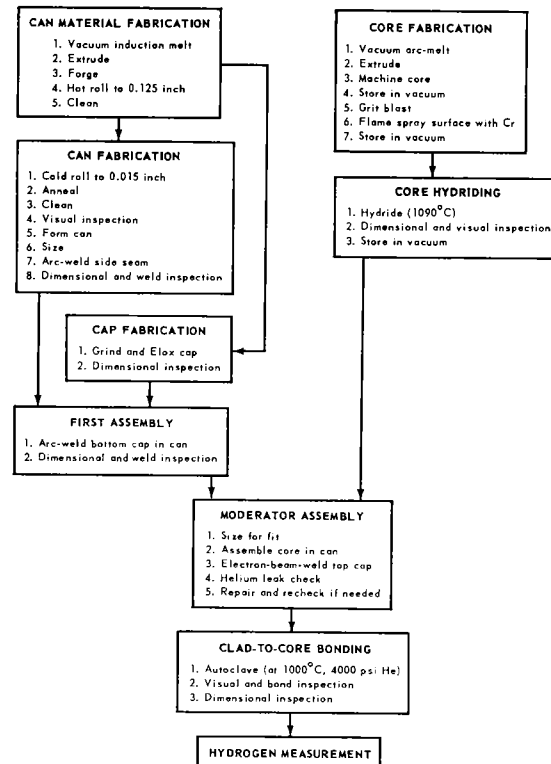 CAN MATERIAL FABRICATION
1. Vacuum induction melt
2. Extrude
3. Forge
4. Hot roll to 0.125 inch
5. Clean
CORE FABRICATION
1. Vacuum arc-melt
2. Extrude
3. Machine core
4. Store in vacuum
5. Grit blast
6. Flame spray surface with Cr
7. Store in vacuum
CAN FABRICATION
1. Cold roll to 0.015 inch
2. Anneal
3. Clean
4. Visual inspection
5. Form can
6. Size
7. Arc-weld side seam
8. Dimensional and weld inspection
CORE HYDRIDING
1. Hydride (1090°C)
2. Dimensional and visual inspection
3. Store in vacuum
CAP FABRICATION
1. Grind and Elox cap
2. Dimensional inspection
FIRST ASSEMBLY
1. Arc-weld bottom cap in can
2. Dimensional and weld inspection
MODERATOR ASSEMBLY
1. Size for fit
2. Assemble core in can
3. Electron-beam-weld top cap
4. Helium leak check
5. Repair and recheck if needed
CLAD-TO-CORE BONDING
1. Autoclave (at 1000°C, 4000 psi He)
2. Visual and bond inspection
3. Dimensional inspection
HYDROGEN MEASUREMENT